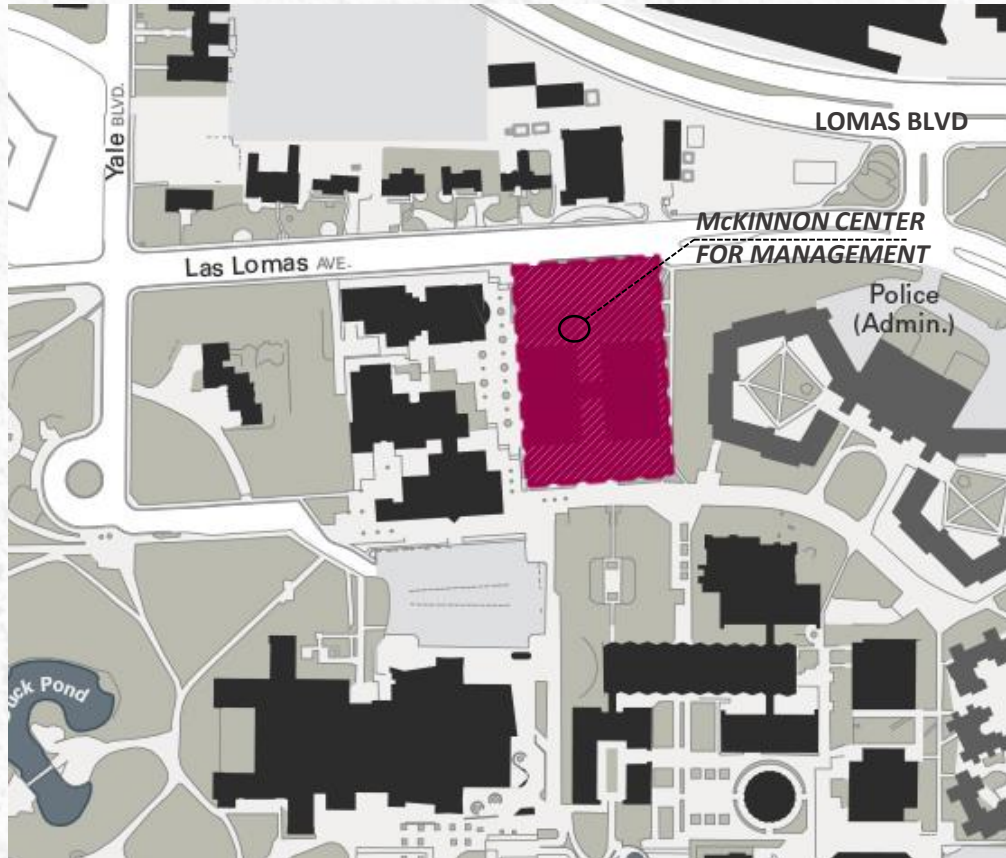 Yale BLVD.
LOMAS BLVD
McKINNON CENTER
FOR MANAGEMENT
Las Lomas AVE.
Police
(Admin.)
uck Pond